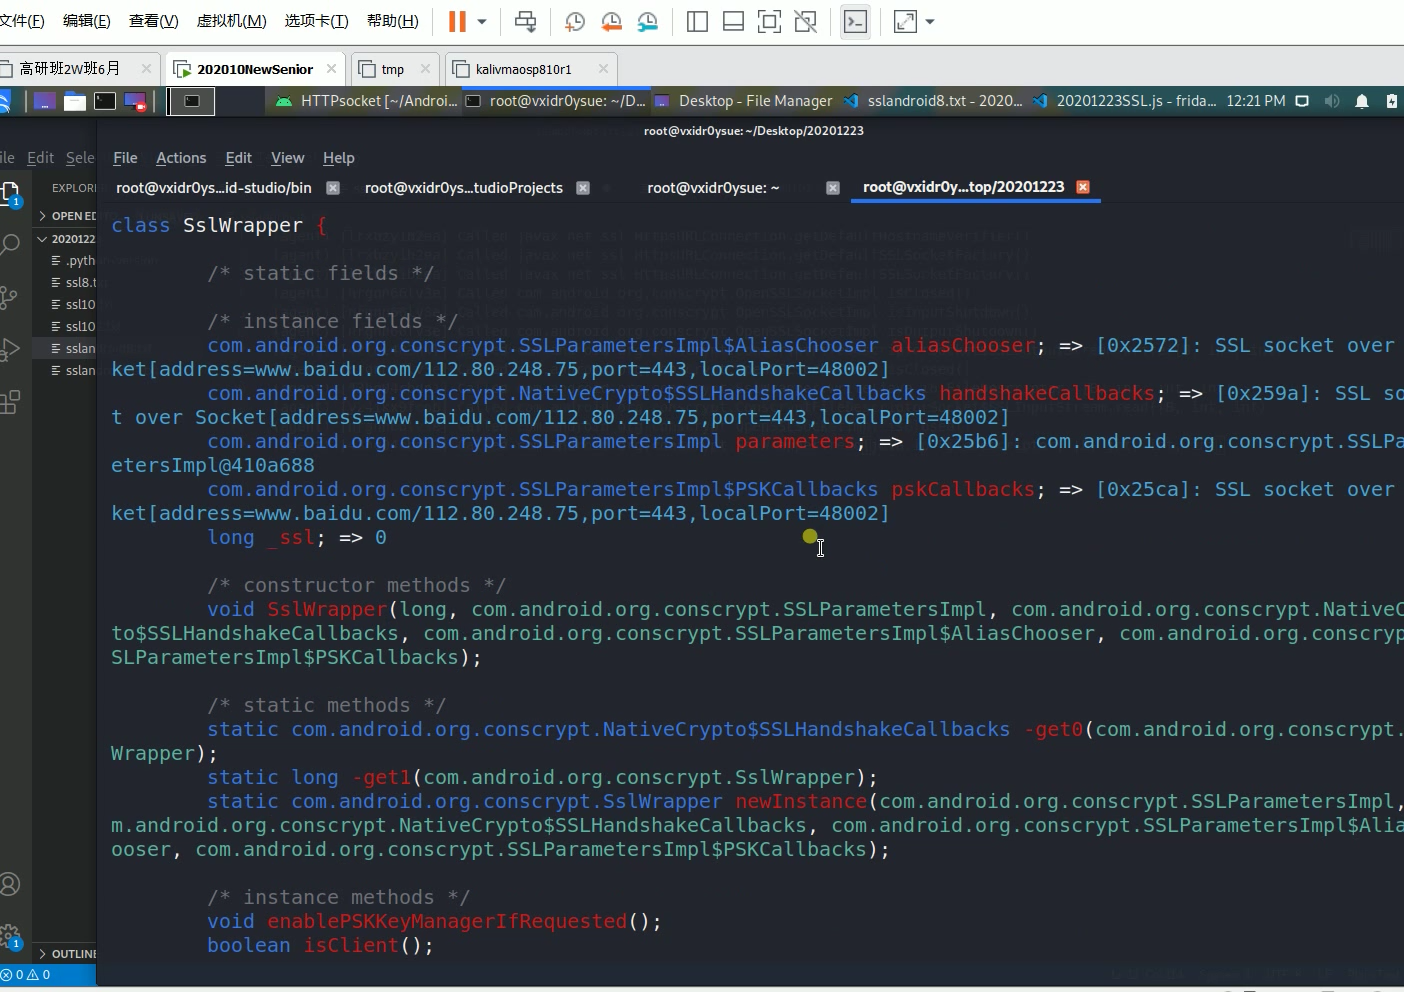 文件(F) 编辑(E) 查看(V) 虚拟机(M) 选项卡(T) 帮助(H)
高研班2W班6月 202010NewSenior tmp kalivmaosp810r1
HTTPsocket [~/Androi... root@vxidr0ysue: ~/D... Desktop - File Manager sslandroid8.txt - 2020... 20201223SSL.js - frida... 12:21 PM
root@vxidr0ysue: ~/Desktop/20201223
ile Edit Sele File Actions Edit View Help
EXPLOR root@vxidr0ys...id-studio/bin root@vxidr0ys...tudioProjects root@vxidr0ysue: ~ root@vxidr0y...top/20201223
1
OPEN ED
2020122
.pyth
ssl8.t
ssl10
ssl10
sslan
sslan
class SslWrapper {
/* static fields */
/* instance fields */
com.android.org.conscrypt.SSLParametersImpl$AliasChooser aliasChooser; => [0x2572]: SSL socket over
ket[address=www.baidu.com/112.80.248.75,port=443,localPort=48002]
com.android.org.conscrypt.NativeCrypto$SSLHandshakeCallbacks handshakeCallbacks; => [0x259a]: SSL so
t over Socket[address=www.baidu.com/112.80.248.75,port=443,localPort=48002]
com.android.org.conscrypt.SSLParametersImpl parameters; => [0x25b6]: com.android.org.conscrypt.SSLPa
etersImpl@410a688
com.android.org.conscrypt.SSLParametersImpl$PSKCallbacks pskCallbacks; => [0x25ca]: SSL socket over
ket[address=www.baidu.com/112.80.248.75,port=443,localPort=48002]
long _ssl; => 0
/* constructor methods */
void SslWrapper(long, com.android.org.conscrypt.SSLParametersImpl, com.android.org.conscrypt.NativeC
to$SSLHandshakeCallbacks, com.android.org.conscrypt.SSLParametersImpl$AliasChooser, com.android.org.conscryp
SLParametersImpl$PSKCallbacks);
/* static methods */
static com.android.org.conscrypt.NativeCrypto$SSLHandshakeCallbacks -get0(com.android.org.conscrypt.
Wrapper);
static long -get1(com.android.org.conscrypt.SslWrapper);
static com.android.org.conscrypt.SslWrapper newInstance(com.android.org.conscrypt.SSLParametersImpl,
m.android.org.conscrypt.NativeCrypto$SSLHandshakeCallbacks, com.android.org.conscrypt.SSLParametersImpl$Alia
ooser, com.android.org.conscrypt.SSLParametersImpl$PSKCallbacks);
/* instance methods */
void enablePSKKeyManagerIfRequested();
boolean isClient();
1
OUTLINE
0 0